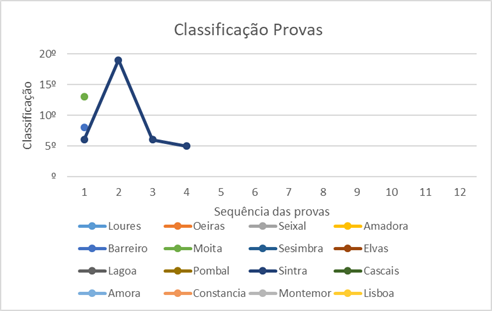 Classificação Provas
20º
15º
10º
5º
º
Classificação
1 2 3 4 5 6 7 8 9 10 11 12
Sequência das provas
Loures Oeiras Seixal Amadora
Barreiro Moita Sesimbra Elvas
Lagoa Pombal Sintra Cascais
Amora Constancia Montemor Lisboa